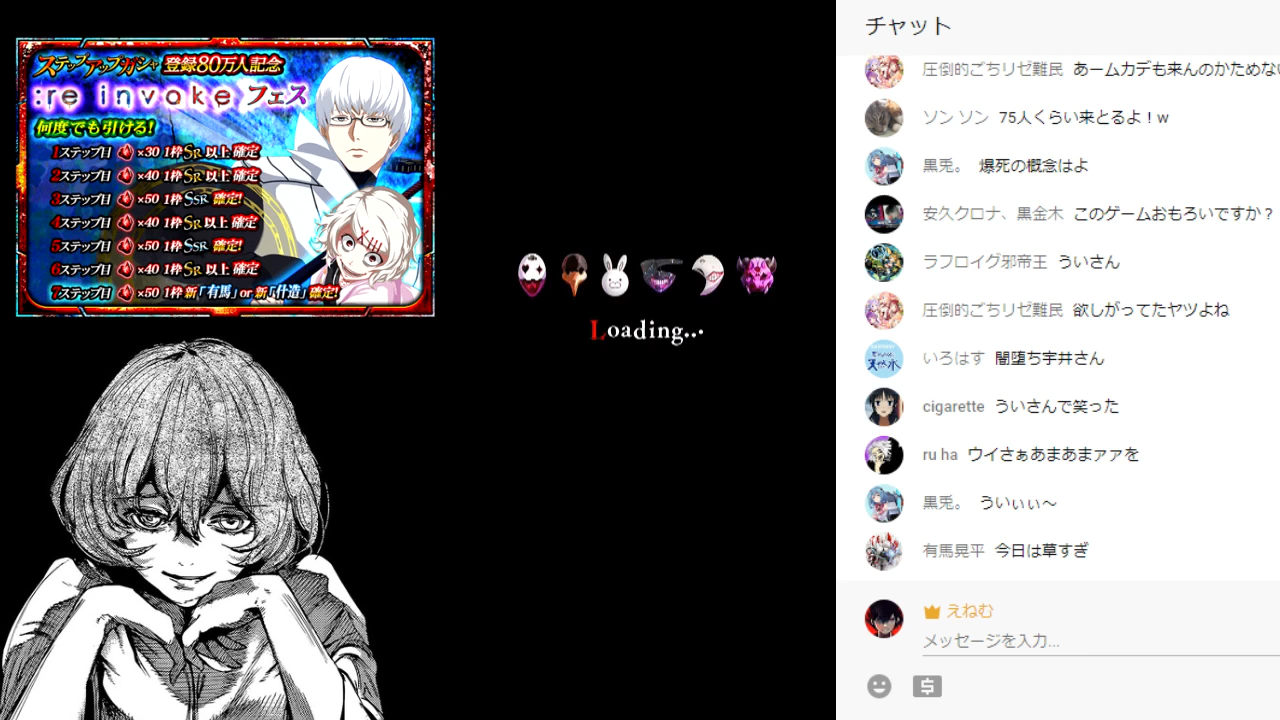 ステップアップガシャ 登録80万人記念
:re invoke フェス
何度でも引ける!
1ステップ目 ×30 1枠SR以上確定
2ステップ目 ×40 1枠SR以上確定
3ステップ目 ×50 1枠SSR確定!
4ステップ目 ×40 1枠SR以上確定
5ステップ目 ×50 1枠SSR確定!
6ステップ目 ×40 1枠SR以上確定
7ステップ目 ×50 1枠新「有馬」or新「什造」確定!
Loading...
チャット
圧倒的ごちリゼ難民 あームカデも来んのかためない
ソン ソン 75人くらい来とるよ！w
黒兎。 爆死の概念はよ
安久クロナ、黒金木 このゲームおもろいですか？
ラフロイグ邪帝王 ういさん
圧倒的ごちリゼ難民 欲しがってたヤツよね
いろはす 闇堕ち宇井さん
cigarette ういさんで笑った
ru ha ウイさぁあまあまァァを
黒兎。 ういぃぃ～
有馬晃平 今日は草すぎ
えねむ
メッセージを入力...